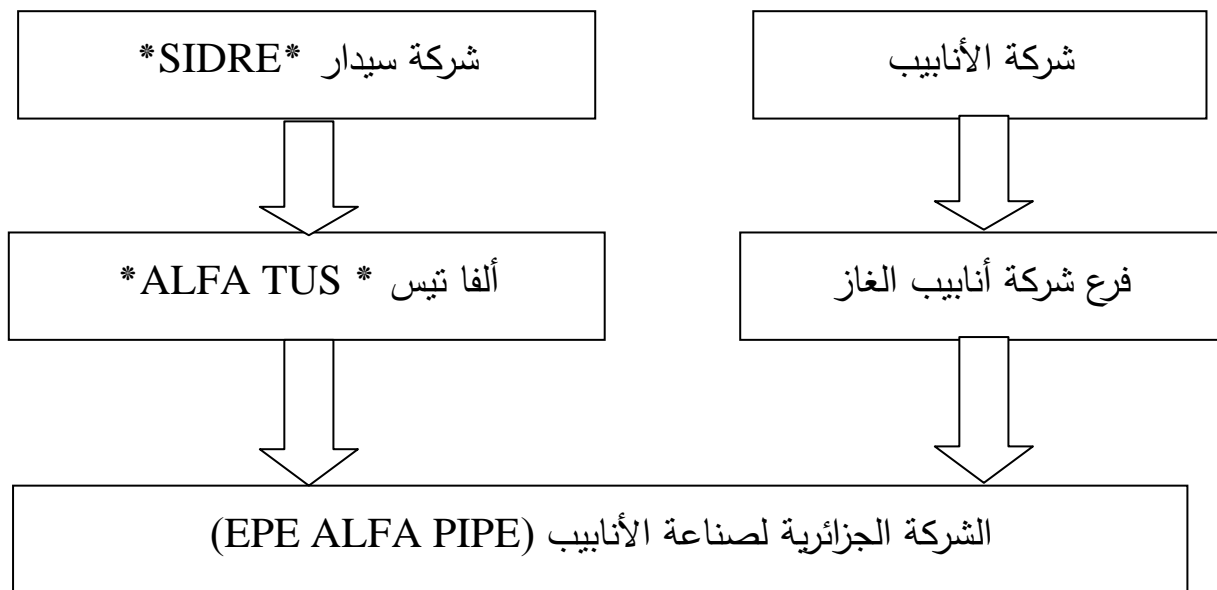 شركة الأنابيب
شركة سيدار *SIDRE*
فرع شركة أنابيب الغاز
ألفا تيس * ALFA TUS*
الشركة الجزائرية لصناعة الأنابيب (EPE ALFA PIPE)